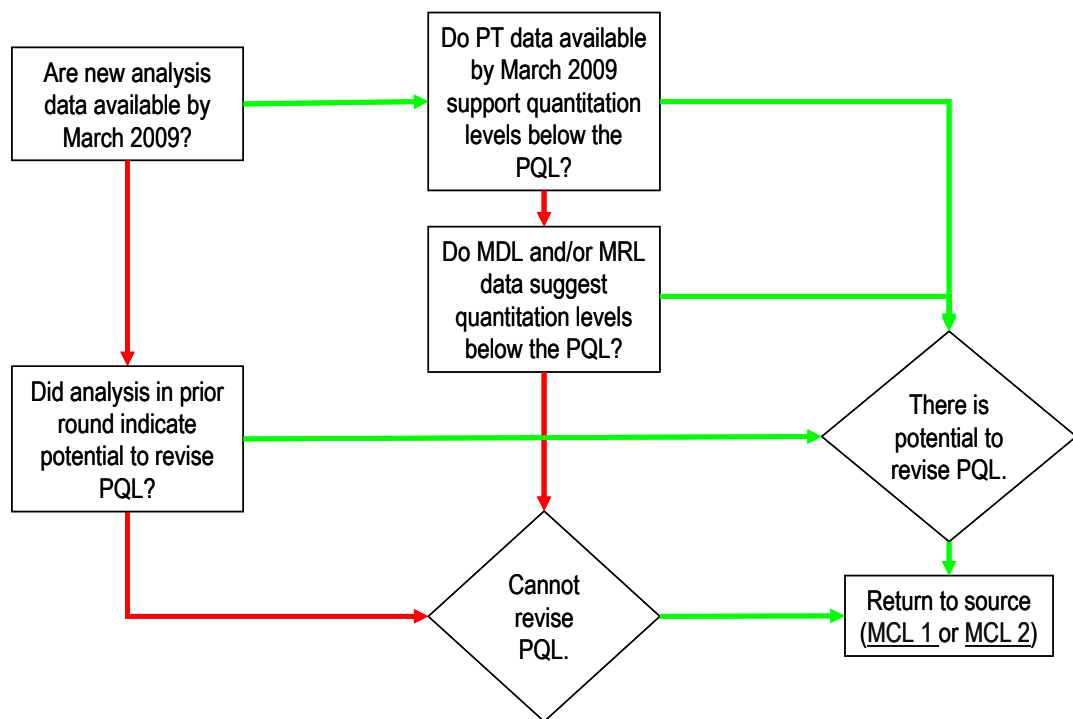 Are new analysis
data available by
March 2009?
Do PT data available
by March 2009
support quantitation
levels below the
PQL?
Do MDL and/or MRL
data suggest
quantitation levels
below the PQL?
Did analysis in prior
round indicate
potential to revise
PQL?
There is
potential to
revise PQL.
Cannot
revise
PQL.
Return to source
(MCL 1 or MCL 2)